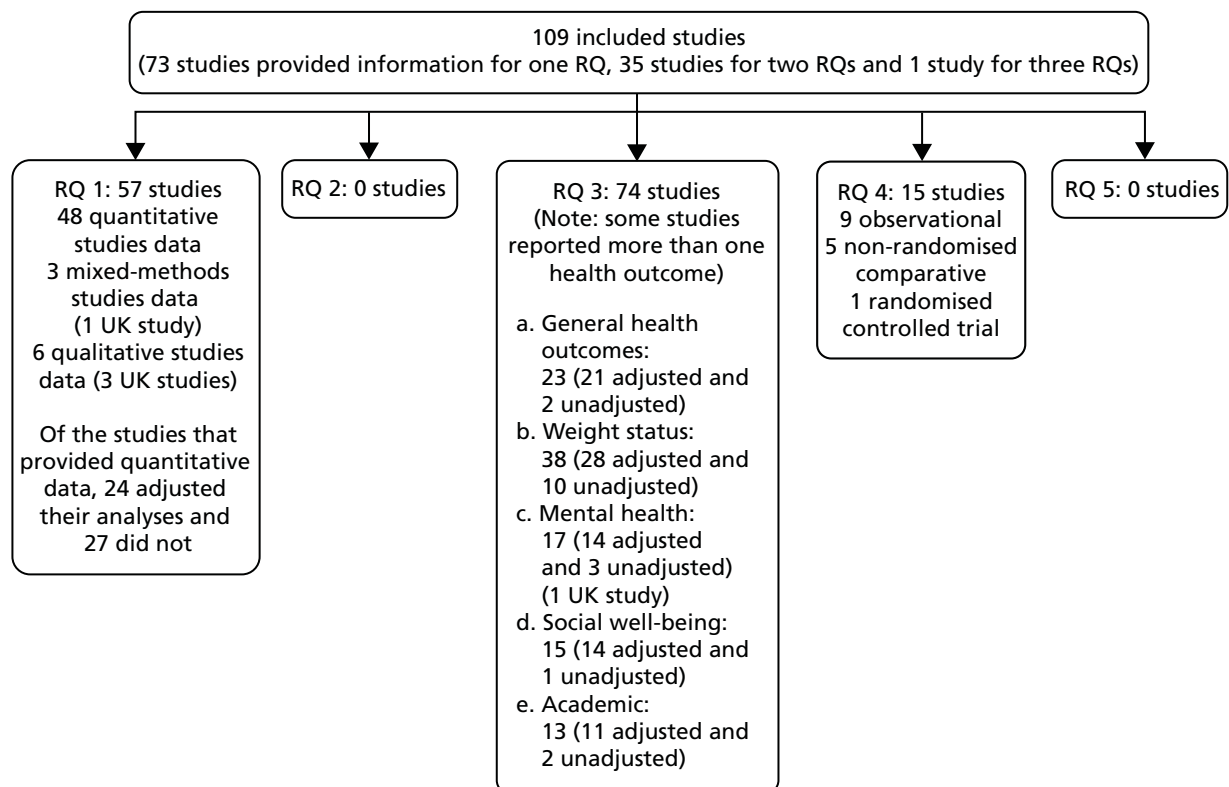 109 included studies
(73 studies provided information for one RQ, 35 studies for two RQs and 1 study for three RQs)
RQ 1: 57 studies
48 quantitative
studies data
3 mixed-methods
studies data
(1 UK study)
6 qualitative studies
data (3 UK studies)
Of the studies that
provided quantitative
data, 24 adjusted
their analyses and
27 did not
RQ 2: 0 studies
RQ 3: 74 studies
(Note: some studies
reported more than one
health outcome)
a. General health
outcomes:
23 (21 adjusted and
2 unadjusted)
b. Weight status:
38 (28 adjusted and
10 unadjusted)
c. Mental health:
17 (14 adjusted
and 3 unadjusted)
(1 UK study)
d. Social well-being:
15 (14 adjusted and
1 unadjusted)
e. Academic:
13 (11 adjusted and
2 unadjusted)
RQ 4: 15 studies
9 observational
5 non-randomised
comparative
1 randomised
controlled trial
RQ 5: 0 studies